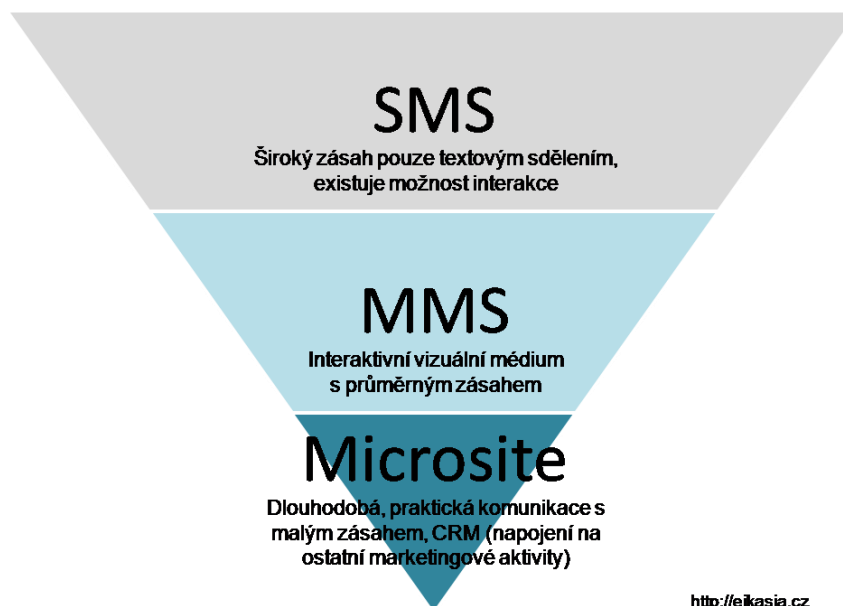 SMS
Široký zásah pouze textovým sdělením,
existuje možnost interakce
MMS
Interaktivní vizuální médium
s průměrným zásahem
Microsite
Dlouhodobá, praktická komunikace s
malým zásahem, CRM (napojení na
ostatní marketingové aktivity)
http://eikasia.cz